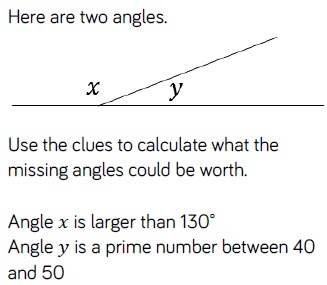 Here are two angles.
x y
Use the clues to calculate what the
missing angles could be worth.
Angle x is larger than 130°
Angle y is a prime number between 40
and 50